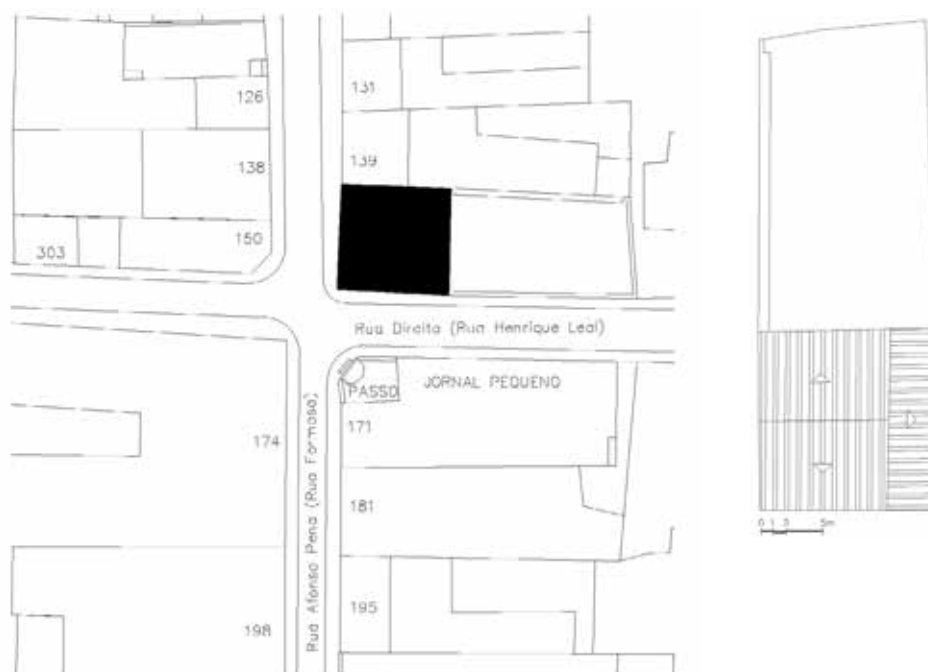 131
126
139
138
150
303
Rua Direita (Rua Henrique Leal)
JORNAL PEQUENO
PASSO
171
174
181
Rua Afonso Pena (Rua Formosa)
195
198
0 1 3 5m